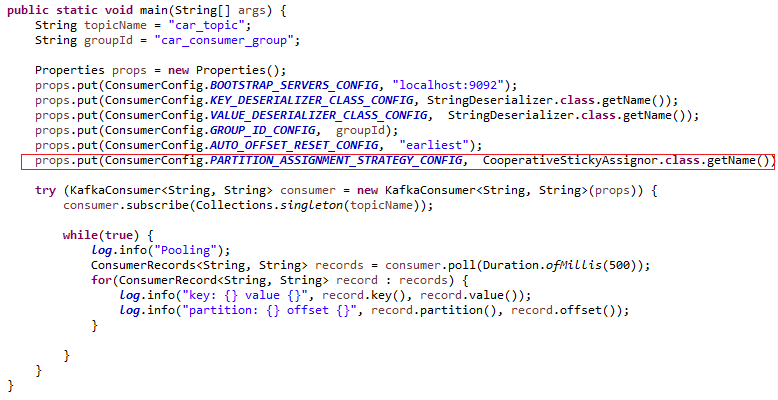 public static void main(String[] args) {
    String topicName = "car_topic";
    String groupId = "car_consumer_group";

    Properties props = new Properties();
    props.put(ConsumerConfig.BOOTSTRAP_SERVERS_CONFIG, "localhost:9092");
    props.put(ConsumerConfig.KEY_DESERIALIZER_CLASS_CONFIG, StringDeserializer.class.getName());
    props.put(ConsumerConfig.VALUE_DESERIALIZER_CLASS_CONFIG,  StringDeserializer.class.getName());
    props.put(ConsumerConfig.GROUP_ID_CONFIG,  groupId);
    props.put(ConsumerConfig.AUTO_OFFSET_RESET_CONFIG,  "earliest");
    props.put(ConsumerConfig.PARTITION_ASSIGNMENT_STRATEGY_CONFIG,  CooperativeStickyAssignor.class.getName())

    try (KafkaConsumer<String, String> consumer = new KafkaConsumer<String, String>(props)) {
        consumer.subscribe(Collections.singleton(topicName));

        while(true) {
            log.info("Pooling");
            ConsumerRecords<String, String> records = consumer.poll(Duration.ofMillis(500));
            for(ConsumerRecord<String, String> record : records) {
                log.info("key: {} value {}", record.key(), record.value());
                log.info("partition: {} offset {}", record.partition(), record.offset());
            }

        }
    }
}